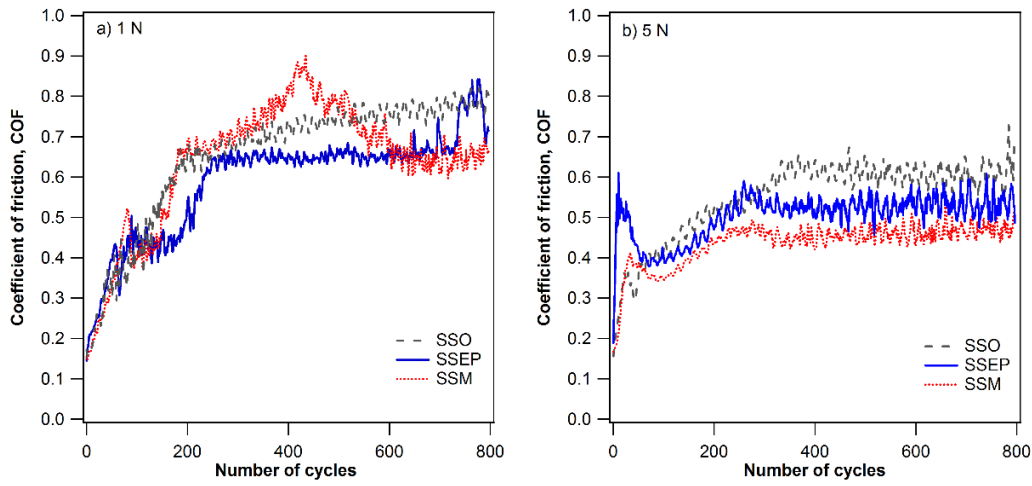 a) 1 N
Coefficient of friction, COF
1.0
0.9
0.8
0.7
0.6
0.5
0.4
0.3
0.2
0.1
0.0
SSO
SSEP
SSM
0 200 400 600 800
Number of cycles
b) 5 N
Coefficient of friction, COF
1.0
0.9
0.8
0.7
0.6
0.5
0.4
0.3
0.2
0.1
0.0
SSO
SSEP
SSM
0 200 400 600 800
Number of cycles